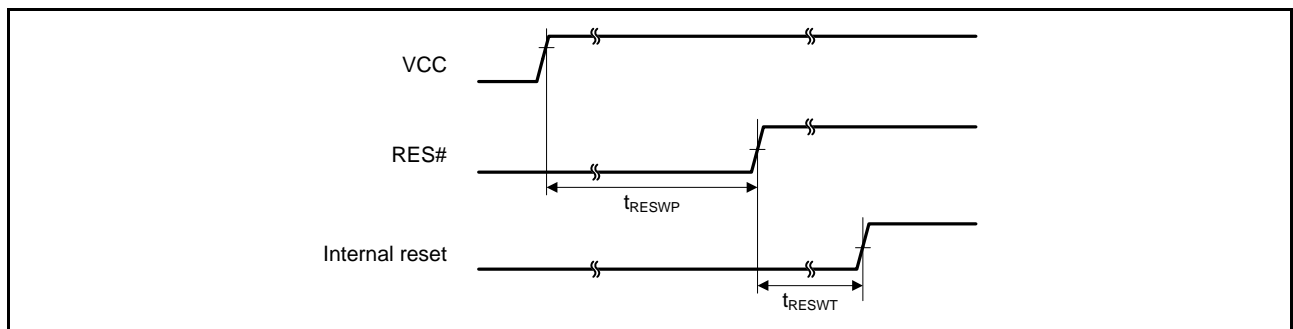 VCC
RES#
tRESWP
Internal reset
tRESWT